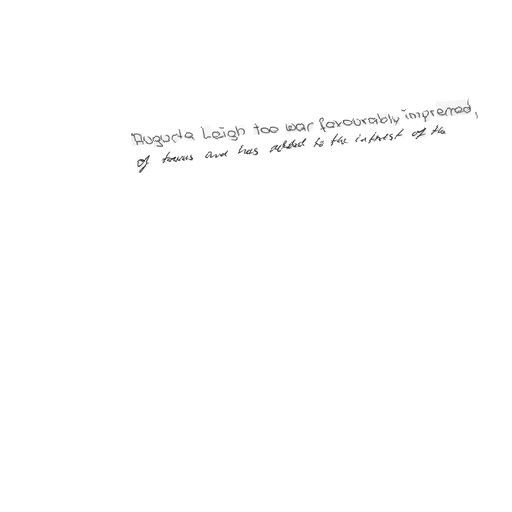 Augusta Leigh too was favourably impressed,
of towns and has added to the interest of the